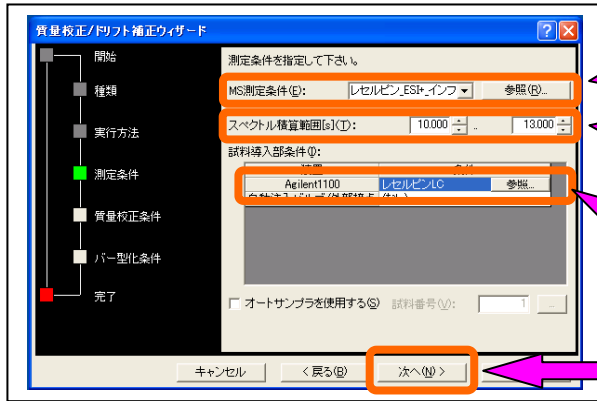 質量校正/ドリフト補正ウィザード
開始
種類
実行方法
測定条件
質量校正条件
バー型化条件
完了
測定条件を指定して下さい。
MS測定条件(E): レセルピン_ESI+_インフ 参照(R)...
スペクトル積算範囲[s](T): 10.000 .. 13.000
試料導入部条件(I):
Agilent1100 レセルピンLC 参照...
オートサンプラを使用する(S) 試料番号(V): 1 ...
キャンセル < 戻る(B) 次へ(N) >